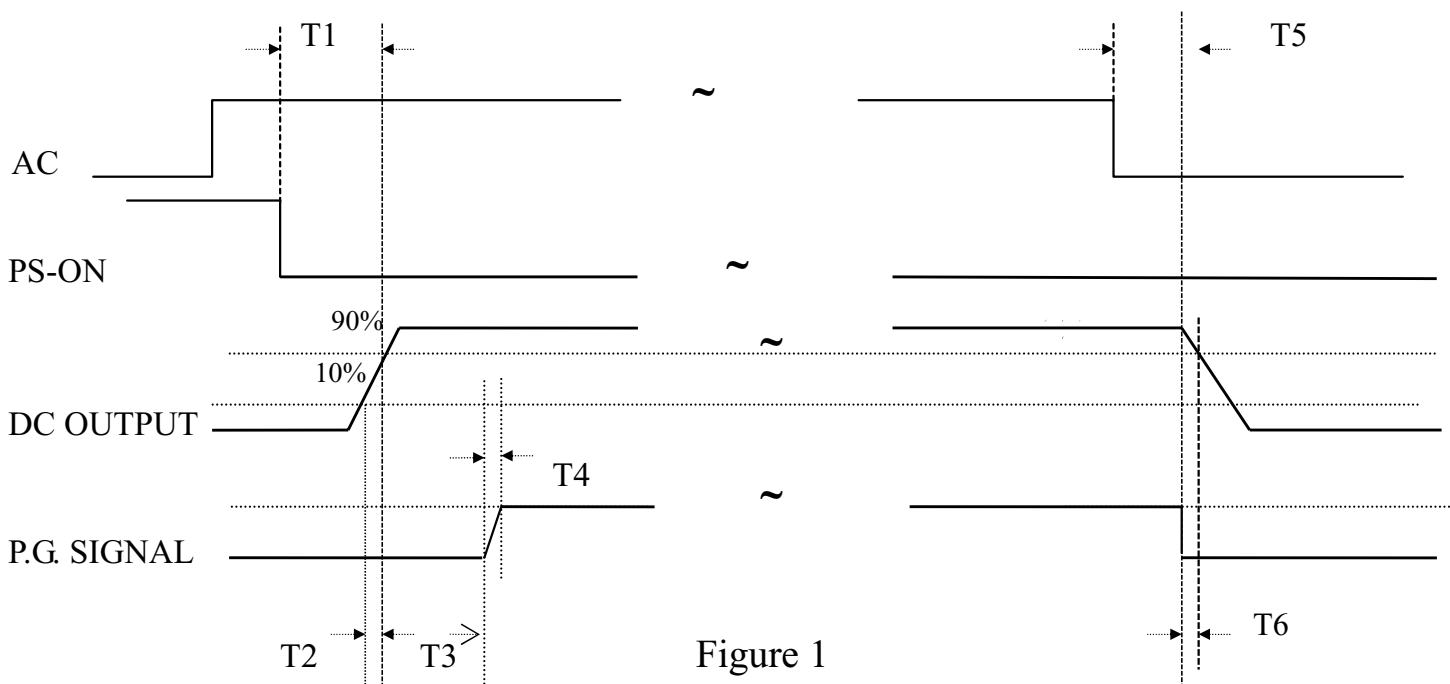 T1
T5
~
AC
PS-ON
~
90%
~
10%
DC OUTPUT
T4
~
P.G. SIGNAL
T2
T3
Figure 1
T6